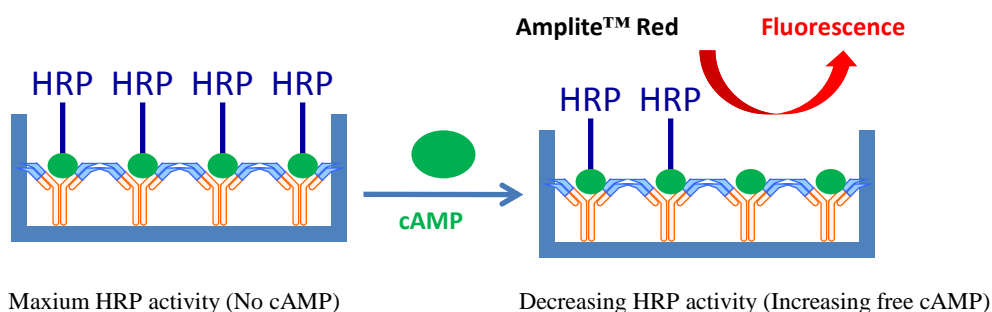 Amplite™ Red Fluorescence
HRP HRP HRP HRP
HRP HRP
cAMP
Maxium HRP activity (No cAMP)
Decreasing HRP activity (Increasing free cAMP)